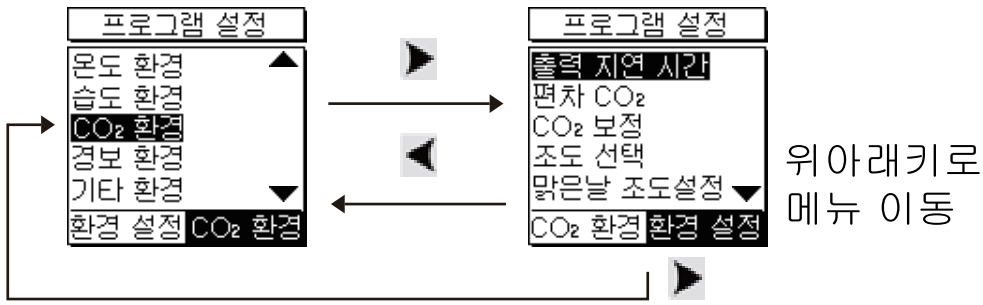 프로그램 설정
온도 환경
습도 환경
CO₂ 환경
경보 환경
기타 환경
환경 설정 CO₂ 환경
프로그램 설정
출력 지연 시간
편차 CO₂
CO₂ 보정
조도 선택
맑은날 조도설정
CO₂ 환경 환경 설정
위아래키로
메뉴 이동